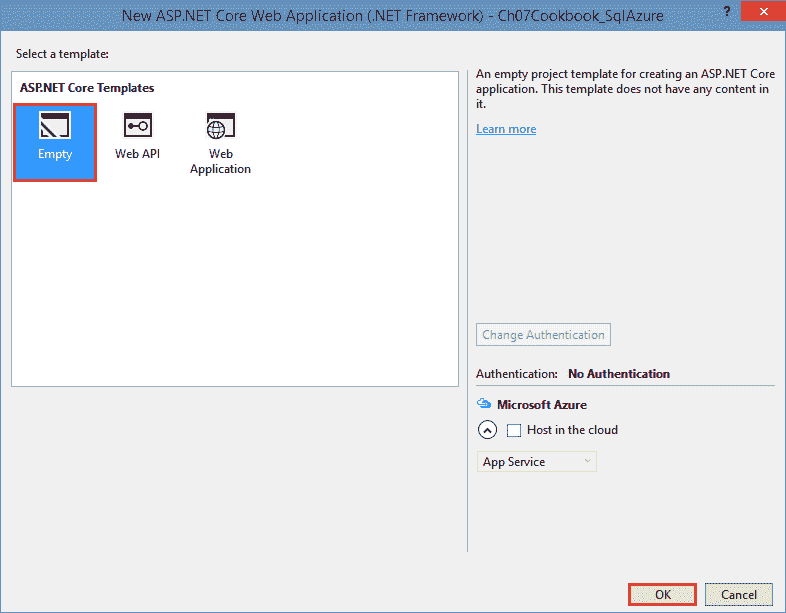 New ASP.NET Core Web Application (.NET Framework) - Ch07Cookbook_SqlAzure
?
Select a template:
ASP.NET Core Templates
Empty
Web API
Web
Application
An empty project template for creating an ASP.NET Core
application. This template does not have any content in
it.
Learn more
Change Authentication
Authentication: No Authentication
Microsoft Azure
Host in the cloud
App Service
OK
Cancel